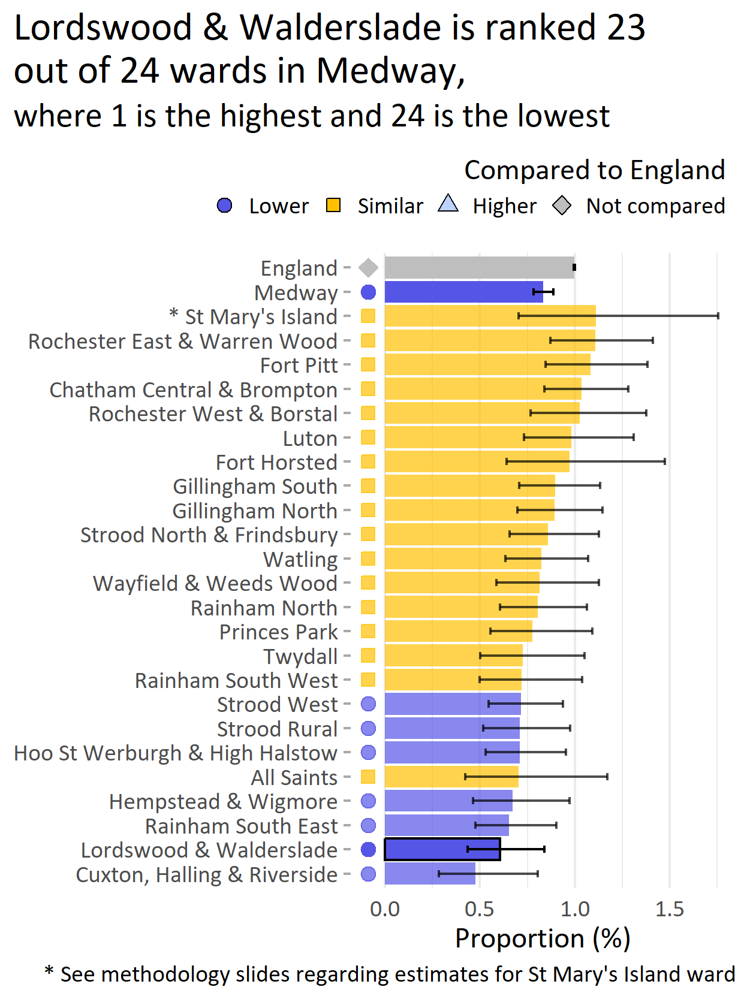 Lordswood & Walderslade is ranked 23
out of 24 wards in Medway,
where 1 is the highest and 24 is the lowest
Compared to England
Lower Similar Higher Not compared
England
Medway
* St Mary's Island
Rochester East & Warren Wood
Fort Pitt
Chatham Central & Brompton
Rochester West & Borstal
Luton
Fort Horsted
Gillingham South
Gillingham North
Strood North & Frindsbury
Watling
Wayfield & Weeds Wood
Rainham North
Princes Park
Twydall
Rainham South West
Strood West
Strood Rural
Hoo St Werburgh & High Halstow
All Saints
Hempstead & Wigmore
Rainham South East
Lordswood & Walderslade
Cuxton, Halling & Riverside
0.0 0.5 1.0 1.5
Proportion (%)
* See methodology slides regarding estimates for St Mary's Island ward